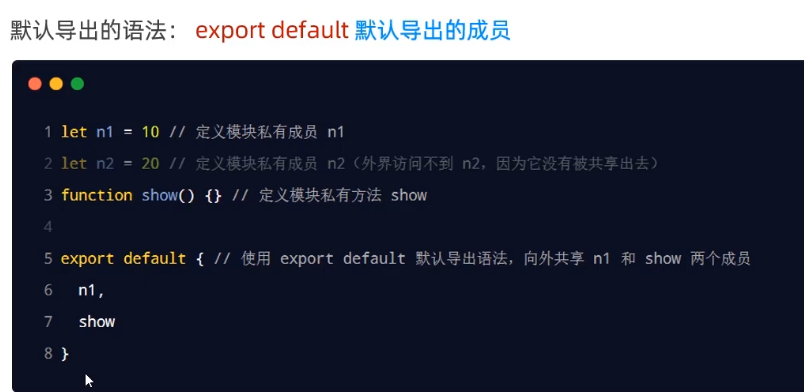 默认导出的语法： export default 默认导出的成员
1 let n1 = 10 // 定义模块私有成员 n1
2 let n2 = 20 // 定义模块私有成员 n2（外界访问不到 n2，因为它没有被共享出去）
3 function show() {} // 定义模块私有方法 show
4
5 export default { // 使用 export default 默认导出语法，向外共享 n1 和 show 两个成员
6   n1,
7   show
8 }